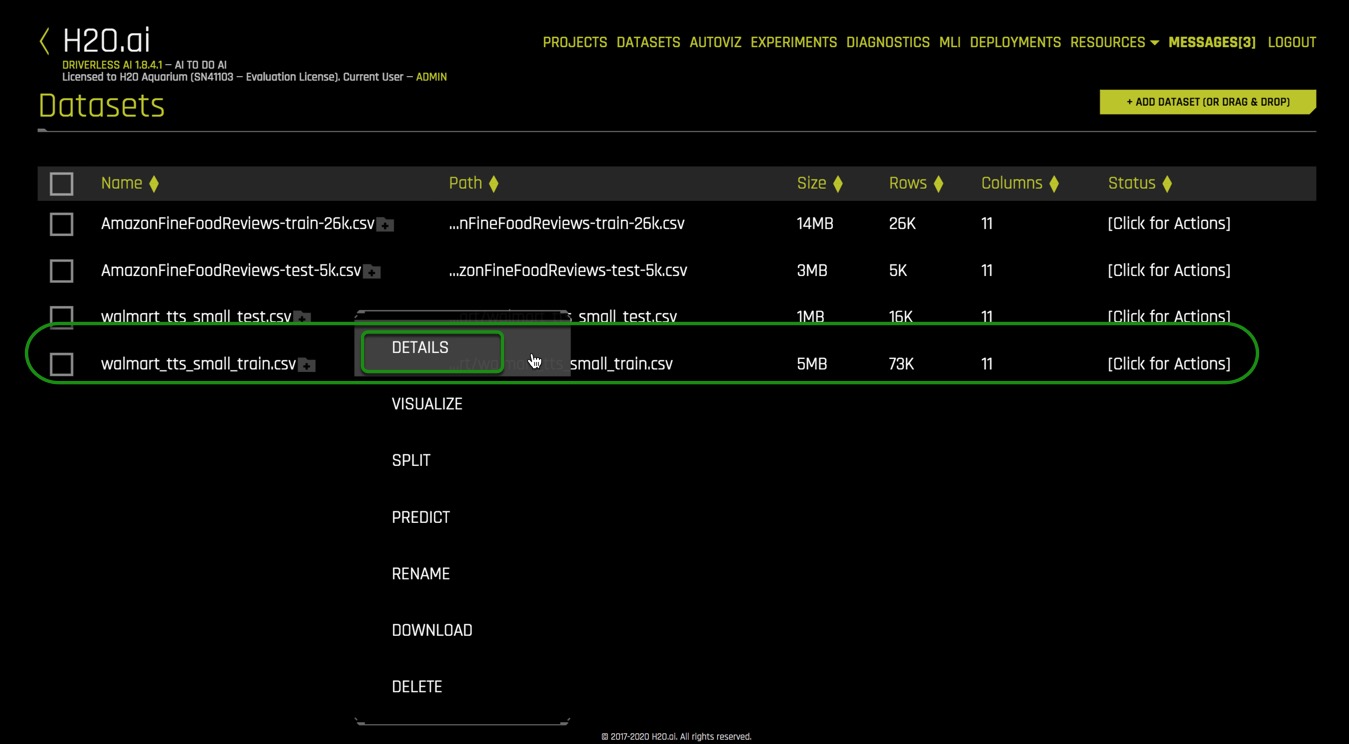 H2O.ai
PROJECTS DATASETS AUTOVIZ EXPERIMENTS DIAGNOSTICS MLI DEPLOYMENTS RESOURCES MESSAGES[3] LOGOUT
DRIVERLESS AI 1.8.4.1 – AI TO DO AI
Licensed to H2O Aquarium (SN41103 – Evaluation License). Current User – ADMIN
Datasets
+ ADD DATASET (OR DRAG & DROP)
Name Path Size Rows Columns Status
AmazonFineFoodReviews-train-26k.csv ...nFineFoodReviews-train-26k.csv 14MB 26K 11 [Click for Actions]
AmazonFineFoodReviews-test-5k.csv ...zonFineFoodReviews-test-5k.csv 3MB 5K 11 [Click for Actions]
walmart_tts_small_test.csv rt/walmart_tts_small_test.csv 1MB 16K 11 [Click for Actions]
DETAILS
walmart_tts_small_train.csv rt/walmart_tts_small_train.csv 5MB 73K 11 [Click for Actions]
VISUALIZE
SPLIT
PREDICT
RENAME
DOWNLOAD
DELETE
© 2017-2020 H2O.ai. All rights reserved.